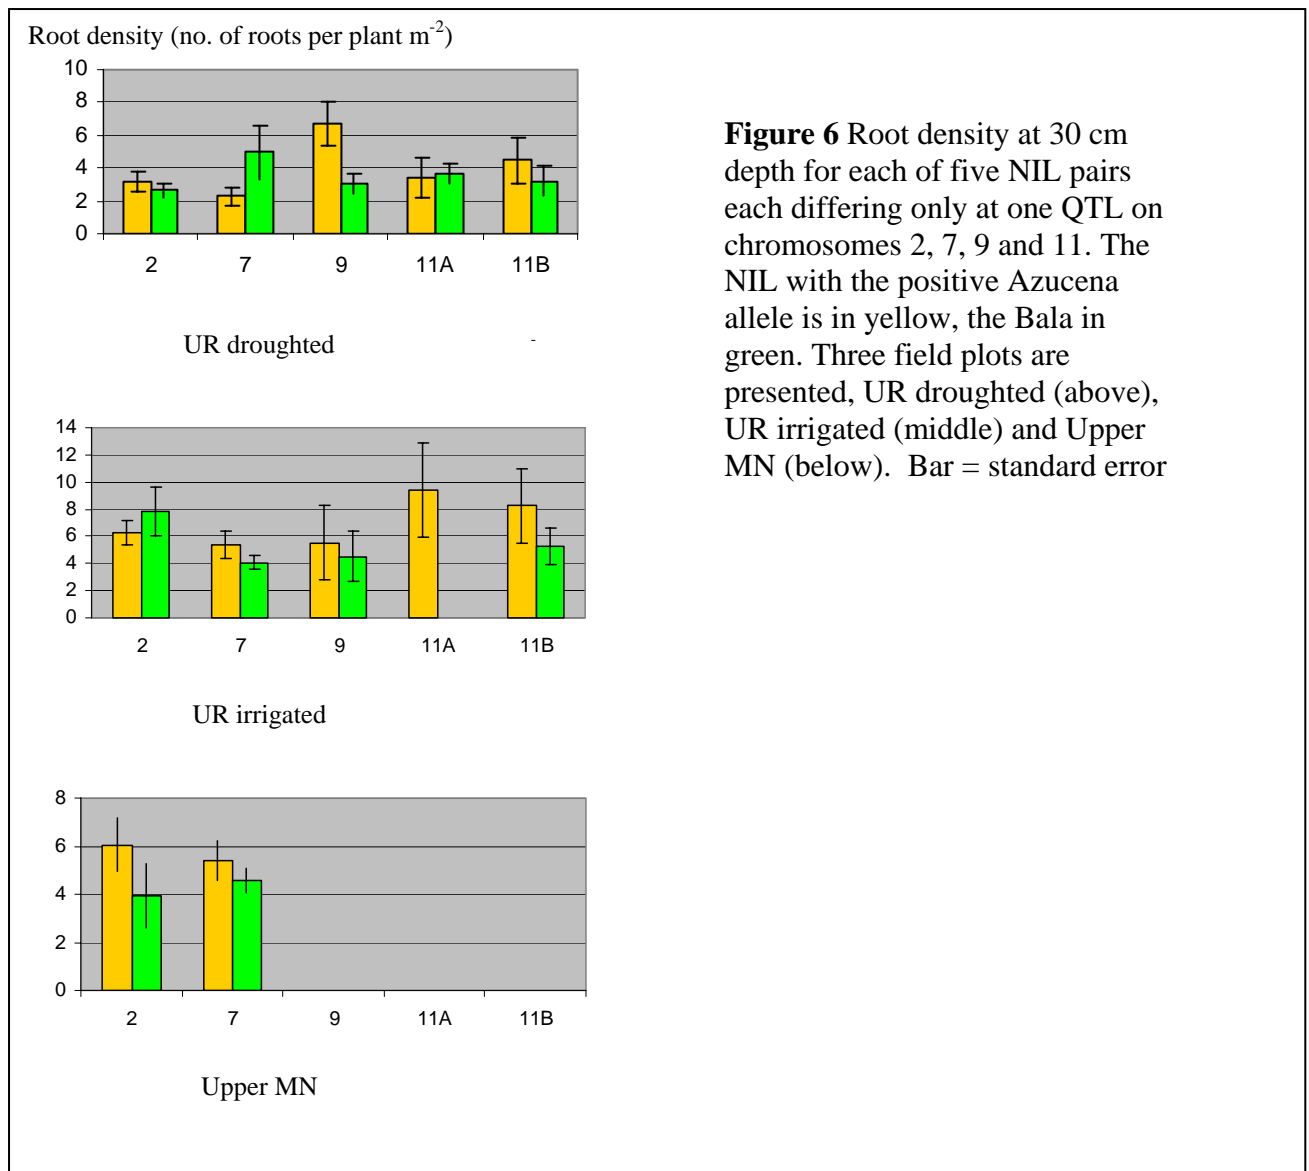 Root density (no. of roots per plant m-2)
10
8
6
4
2
0
2 7 9 11A 11B
UR droughted -
14
12
10
8
6
4
2
0
2 7 9 11A 11B
UR irrigated
8
6
4
2
0
2 7 9 11A 11B
Upper MN
Figure 6 Root density at 30 cm
depth for each of five NIL pairs
each differing only at one QTL on
chromosomes 2, 7, 9 and 11. The
NIL with the positive Azucena
allele is in yellow, the Bala in
green. Three field plots are
presented, UR droughted (above),
UR irrigated (middle) and Upper
MN (below).  Bar = standard error